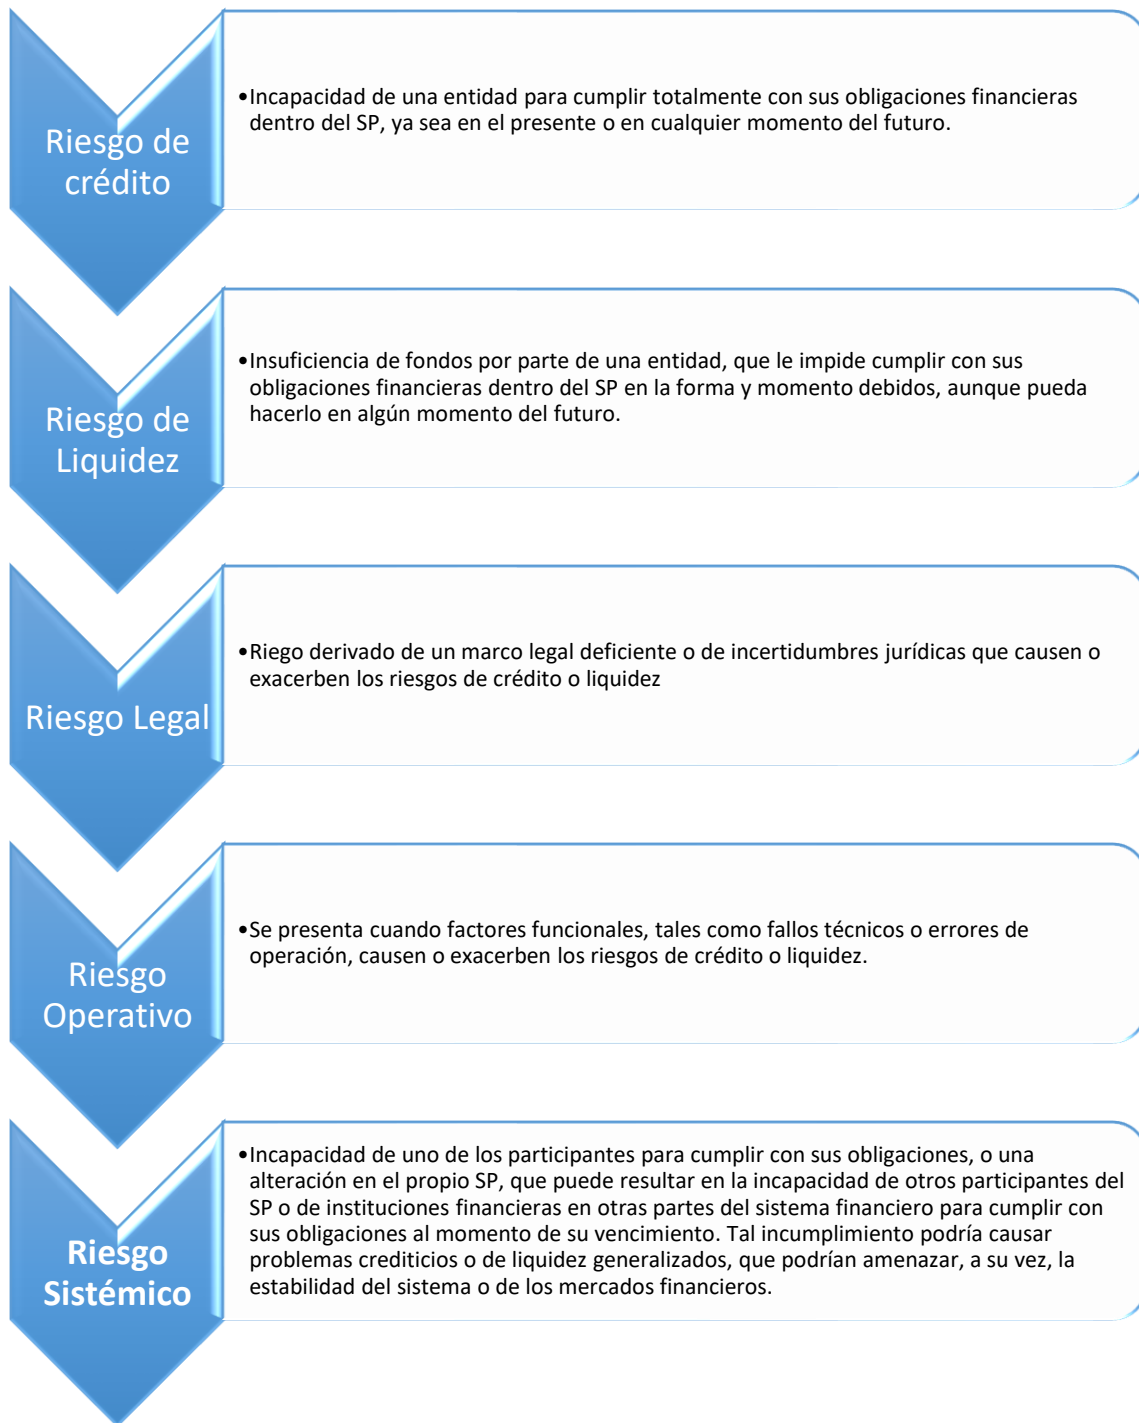 Riesgo de
crédito
•Incapacidad de una entidad para cumplir totalmente con sus obligaciones financieras
dentro del SP, ya sea en el presente o en cualquier momento del futuro.
Riesgo de
Liquidez
•Insuficiencia de fondos por parte de una entidad, que le impide cumplir con sus
obligaciones financieras dentro del SP en la forma y momento debidos, aunque pueda
hacerlo en algún momento del futuro.
Riesgo Legal
•Riego derivado de un marco legal deficiente o de incertidumbres jurídicas que causen o
exacerben los riesgos de crédito o liquidez
Riesgo
Operativo
•Se presenta cuando factores funcionales, tales como fallos técnicos o errores de
operación, causen o exacerben los riesgos de crédito o liquidez.
Riesgo
Sistémico
•Incapacidad de uno de los participantes para cumplir con sus obligaciones, o una
alteración en el propio SP, que puede resultar en la incapacidad de otros participantes del
SP o de instituciones financieras en otras partes del sistema financiero para cumplir con
sus obligaciones al momento de su vencimiento. Tal incumplimiento podría causar
problemas crediticios o de liquidez generalizados, que podrían amenazar, a su vez, la
estabilidad del sistema o de los mercados financieros.